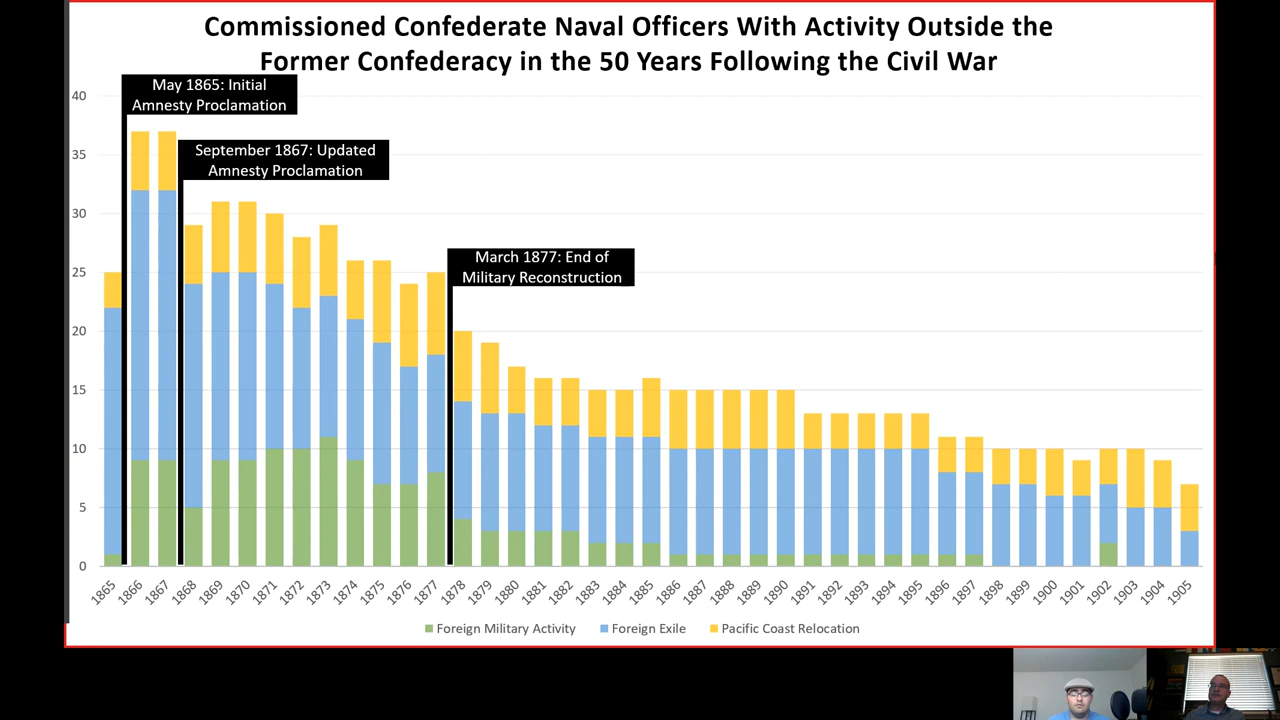 Commissioned Confederate Naval Officers With Activity Outside the
Former Confederacy in the 50 Years Following the Civil War
May 1865: Initial
Amnesty Proclamation
September 1867: Updated
Amnesty Proclamation
March 1877: End of
Military Reconstruction
40
35
30
25
20
15
10
5
0
1865 1866 1867 1868 1869 1870 1871 1872 1873 1874 1875 1876 1877 1878 1879 1880 1881 1882 1883 1884 1885 1886 1887 1888 1889 1890 1891 1892 1893 1894 1895 1896 1897 1898 1899 1900 1901 1902 1903 1904 1905
Foreign Military Activity Foreign Exile Pacific Coast Relocation